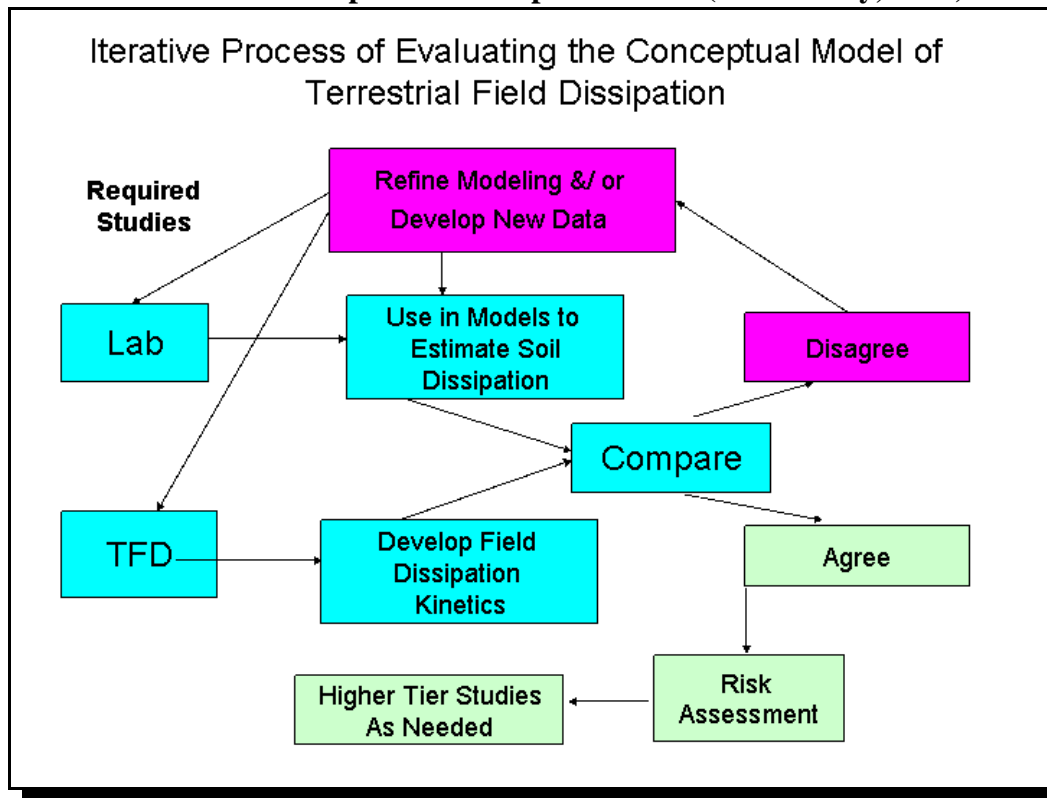 Iterative Process of Evaluating the Conceptual Model of
Terrestrial Field Dissipation
Required
Studies
Refine Modeling &/ or
Develop New Data
Lab
Use in Models to
Estimate Soil
Dissipation
Disagree
Compare
TFD
Develop Field
Dissipation
Kinetics
Agree
Higher Tier Studies
As Needed
Risk
Assessment